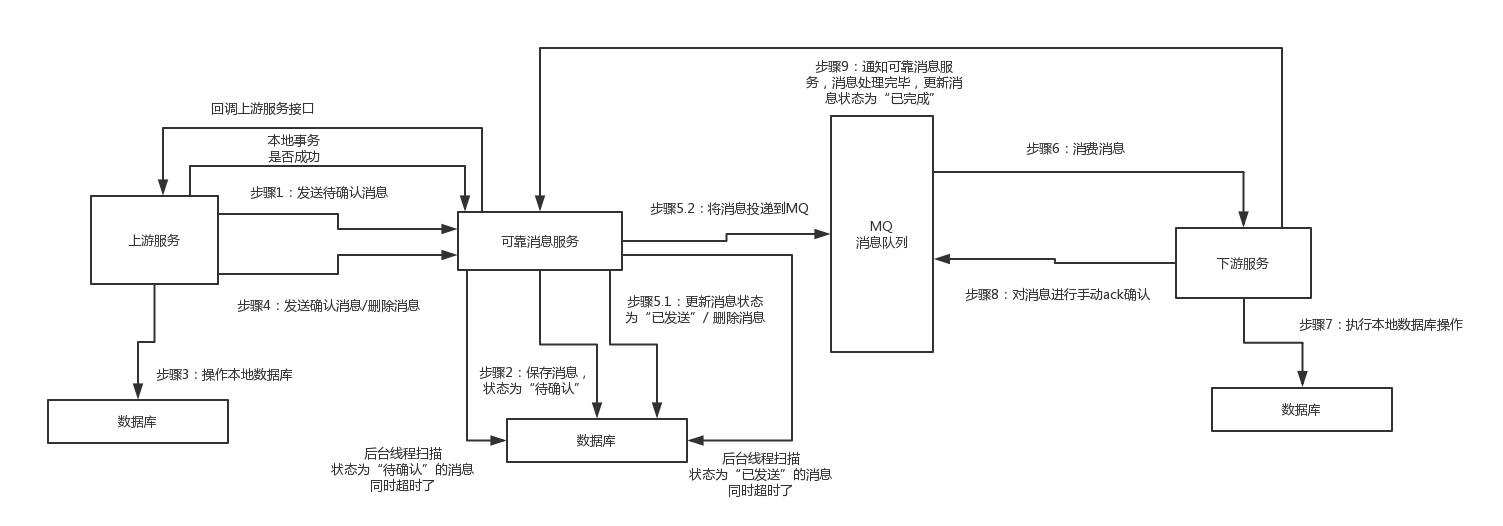 步骤9：通知可靠消息服
务，消息处理完毕，更新消
息状态为“已完成”
回调上游服务接口
本地事务
是否成功
步骤1：发送待确认消息
步骤6：消费消息
步骤5.2：将消息投递到MQ
上游服务
可靠消息服务
MQ
消息队列
下游服务
步骤4：发送确认消息/删除消息
步骤5.1：更新消息状态
为“已发送”/ 删除消息
步骤8：对消息进行手动ack确认
步骤7：执行本地数据库操作
步骤3：操作本地数据库
步骤2：保存消息，
状态为“待确认”
数据库
数据库
数据库
后台线程扫描
状态为“待确认”的消息
同时超时了
后台线程扫描
状态为“已发送”的消息
同时超时了